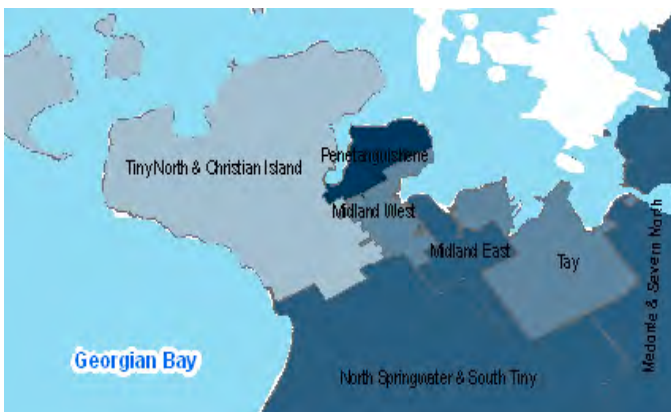 Penetanguishene
TinyNorth & Christian Island
Midland West
Midland East
Tay
Medonte & Severn North
Georgian Bay
North Springwater & South Tiny